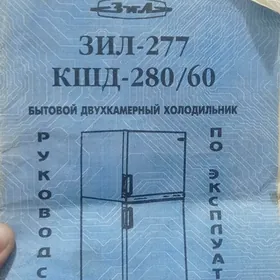 ЗИЛ
ЗИЛ-277
КШД-280/60
БЫТОВОЙ ДВУХКАМЕРНЫЙ ХОЛОДИЛЬНИК
РУКОВОДС
ПО ЭКСПЛУАТ